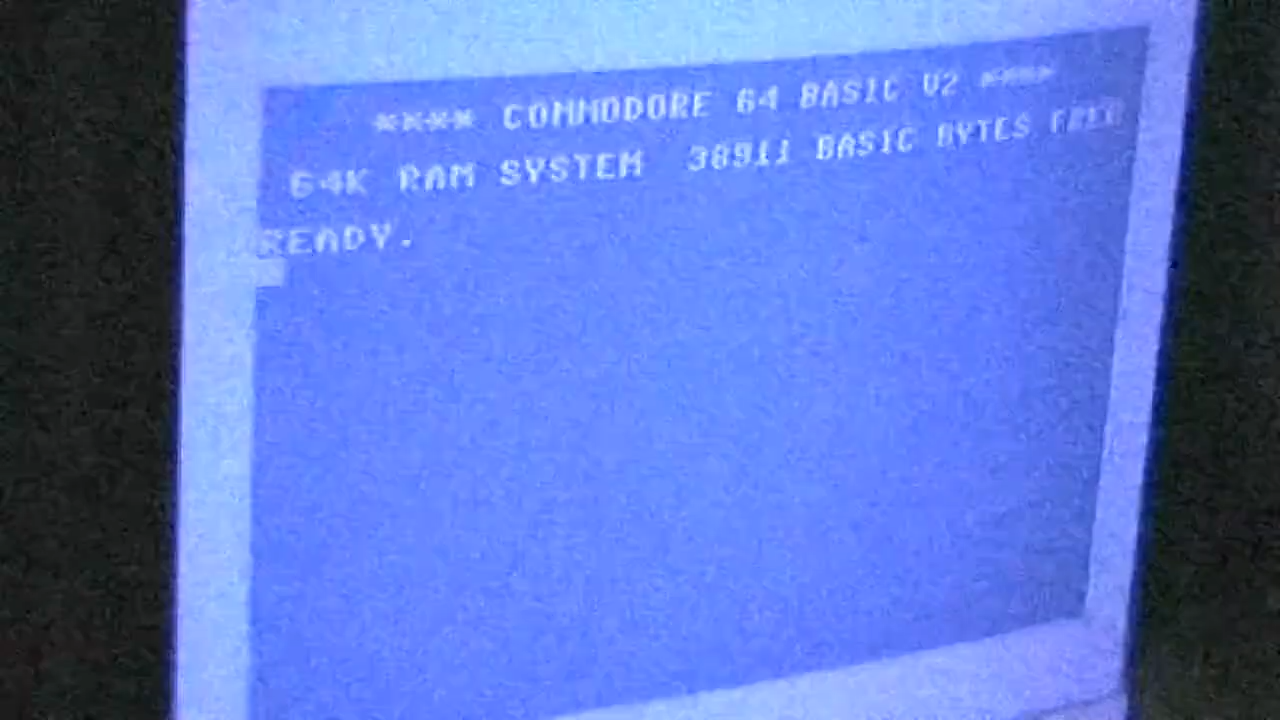 **** COMMODORE 64 BASIC V2 ****
64K RAM SYSTEM 38911 BASIC BYTES FREE
READY.